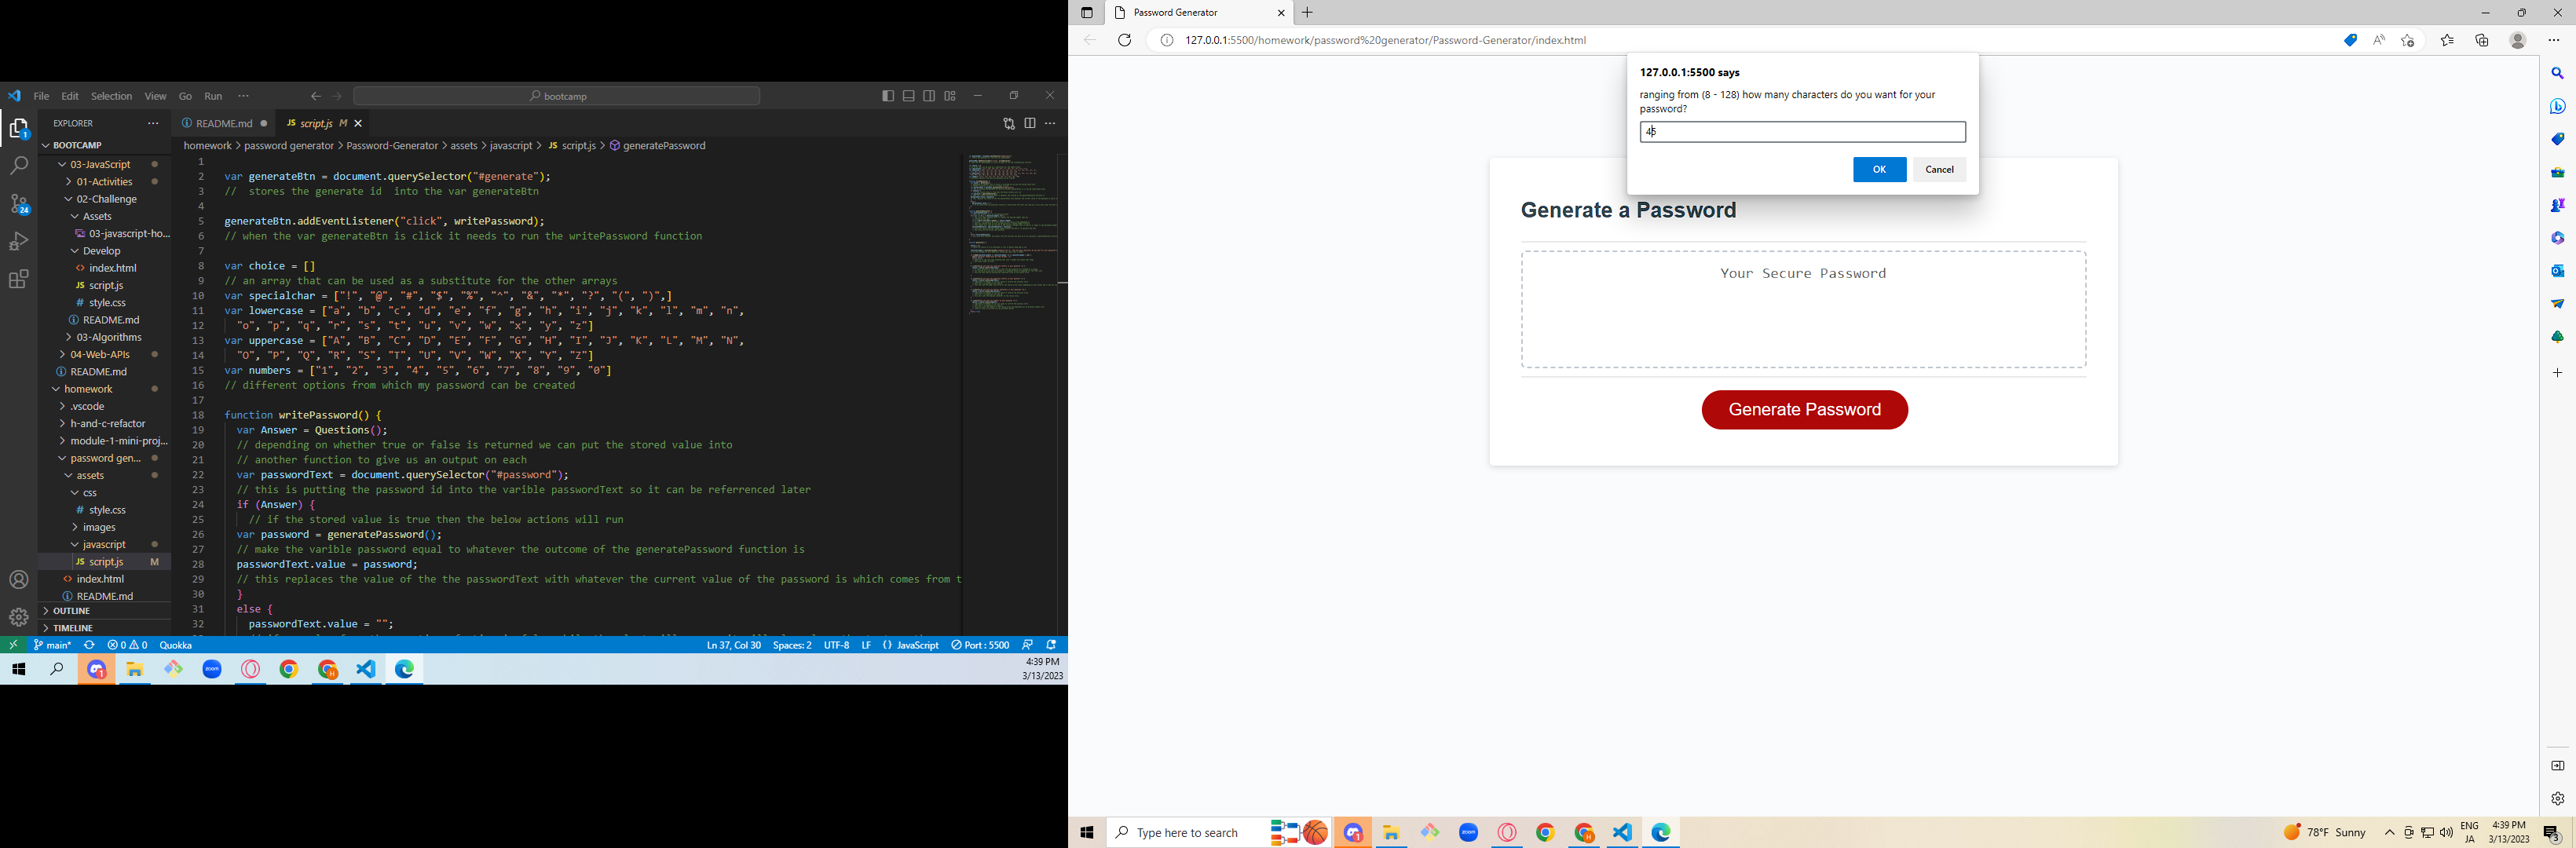 File Edit Selection View Go Run ···
bootcamp
EXPLORER ···
BOOTCAMP
03-JavaScript
01-Activities
02-Challenge
Assets
03-javascript-ho...
Develop
<> index.html
JS script.js
# style.css
README.md
03-Algorithms
04-Web-APIs
README.md
homework
.vscode
h-and-c-refactor
module-1-mini-proj...
password gen...
assets
css
# style.css
images
javascript
JS script.js M
<> index.html
README.md
OUTLINE
TIMELINE
1
24
README.md
JS script.js M
homework > password generator > Password-Generator > assets > javascript > JS script.js > generatePassword
1
2 var generateBtn = document.querySelector("#generate");
3 //  stores the generate id  into the var generateBtn
4
5 generateBtn.addEventListener("click", writePassword);
6 // when the var generateBtn is click it needs to run the writePassword function
7
8 var choice = []
9 // an array that can be used as a substitute for the other arrays
10 var specialchar = ["!", "@", "#", "$", "%", "^", "&", "*", "?", "(", ")",]
11 var lowercase = ["a", "b", "c", "d", "e", "f", "g", "h", "i", "j", "k", "l", "m", "n",
12 "o", "p", "q", "r", "s", "t", "u", "v", "w", "x", "y", "z"]
13 var uppercase = ["A", "B", "C", "D", "E", "F", "G", "H", "I", "J", "K", "L", "M", "N",
14 "O", "P", "Q", "R", "S", "T", "U", "V", "W", "X", "Y", "Z"]
15 var numbers = ["1", "2", "3", "4", "5", "6", "7", "8", "9", "0"]
16 // different options from which my password can be created
17
18 function writePassword() {
19 var Answer = Questions();
20 // depending on whether true or false is returned we can put the stored value into
21 // another function to give us an output on each
22 var passwordText = document.querySelector("#password");
23 // this is putting the password id into the varible passwordText so it can be referrenced later
24 if (Answer) {
25 // if the stored value is true then the below actions will run
26 var password = generatePassword();
27 // make the varible password equal to whatever the outcome of the generatePassword function is
28 passwordText.value = password;
29 // this replaces the value of the the passwordText with whatever the current value of the password is which comes from t
30 }
31 else {
32 passwordText.value = "";
main* 0 0 Quokka Ln 37, Col 30 Spaces: 2 UTF-8 LF {} JavaScript Port : 5500
zoom
4:39 PM
3/13/2023
Password Generator
127.0.0.1:5500/homework/password%20generator/Password-Generator/index.html
127.0.0.1:5500 says
ranging from (8 - 128) how many characters do you want for your
password?
45
OK Cancel
Generate a Password
Your Secure Password
Generate Password
Type here to search
zoom
78°F Sunny
ENG
JA
4:39 PM
3/13/2023
3